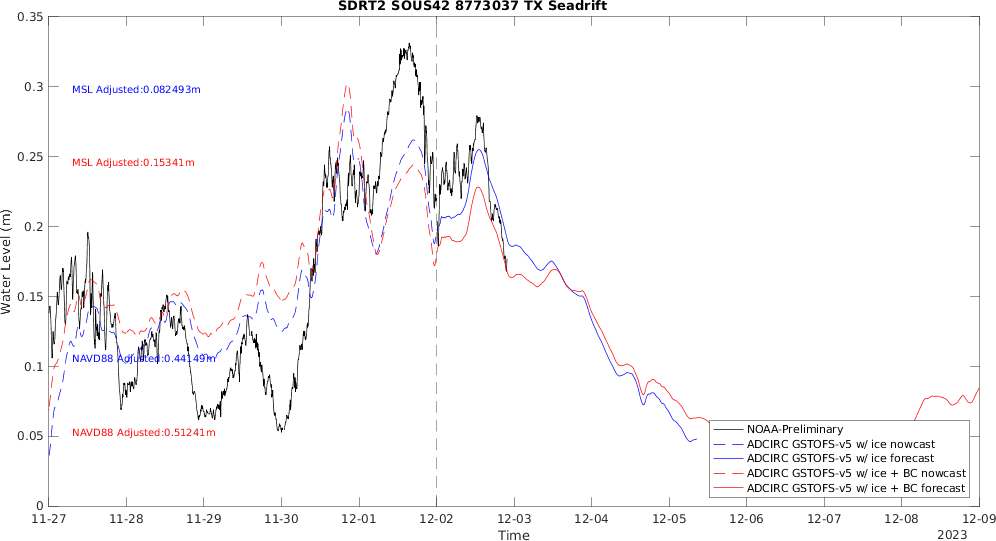 SDRT2 SOUS42 8773037 TX Seadrift
0.35
0.3
0.25
0.2
0.15
0.1
0.05
0
Water Level (m)
MSL Adjusted:0.082493m
MSL Adjusted:0.15341m
NAVD88 Adjusted:0.44149m
NAVD88 Adjusted:0.51241m
NOAA-Preliminary
ADCIRC GSTOFS-v5 w/ ice nowcast
ADCIRC GSTOFS-v5 w/ ice forecast
ADCIRC GSTOFS-v5 w/ ice + BC nowcast
ADCIRC GSTOFS-v5 w/ ice + BC forecast
11-27 11-28 11-29 11-30 12-01 12-02 12-03 12-04 12-05 12-06 12-07 12-08 12-09
Time
2023